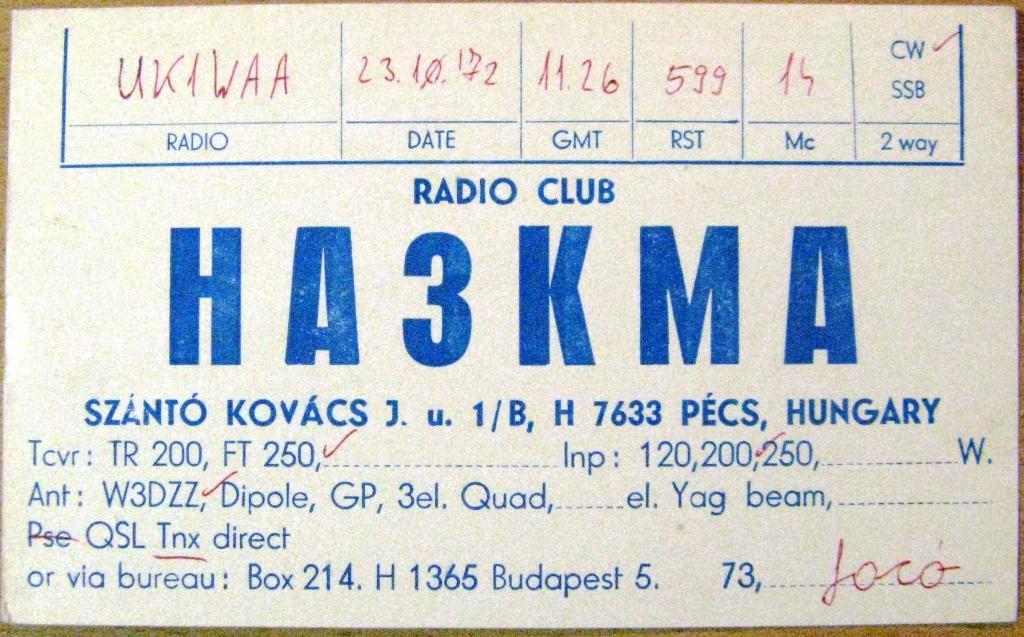 UK1WAA 23.10.'72 11.26 599 14 CW ✓
SSB
RADIO DATE GMT RST Mc 2 way
RADIO CLUB
HA3KMA
SZÁNTÓ KOVÁCS J. u. 1/B, H 7633 PÉCS, HUNGARY
Tcvr: TR 200, FT 250,✓ Inp: 120,200,✓250, W.
Ant: W3DZZ,✓ Dipole, GP, 3el. Quad, el. Yag beam,
Pse QSL Tnx direct
or via bureau: Box 214. H 1365 Budapest 5. 73,